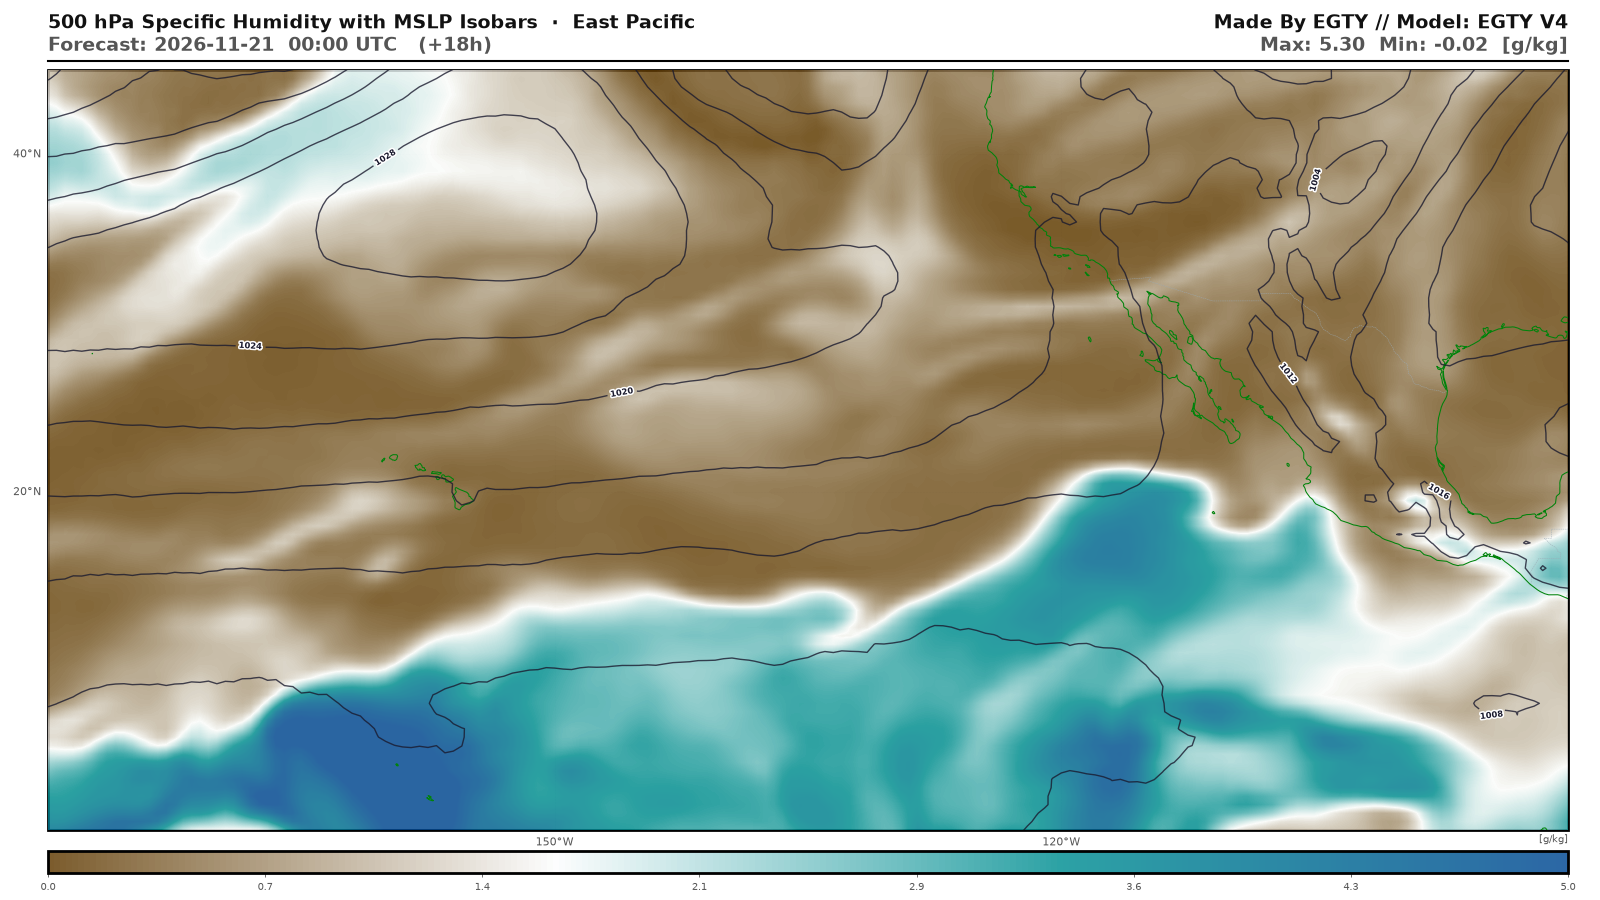 500 hPa Specific Humidity with MSLP Isobars · East Pacific
Made By EGTY // Model: EGTY V4
Forecast: 2026-11-21 00:00 UTC (+18h)
Max: 5.30 Min: -0.02 [g/kg]
40°N
1028
1004
1024
1012
1020
20°N
1016
1008
150°W
120°W
[g/kg]
0.0
0.7
1.4
2.1
2.9
3.6
4.3
5.0